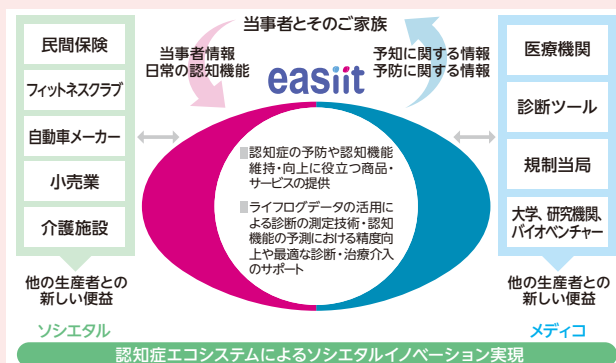 当事者とそのご家族
当事者情報
日常の認知機能
予知に関する情報
予防に関する情報
easiit
民間保険
フィットネスクラブ
自動車メーカー
小売業
介護施設
他の生産者との
新しい便益
ソシエタル
■認知症の予防や認知機能
維持・向上に役立つ商品・
サービスの提供
■ライフログデータの活用に
よる診断の測定技術・認知
機能の予測における精度向
上や最適な診断・治療介入
のサポート
医療機関
診断ツール
規制当局
大学、研究機関、
バイオベンチャー
他の生産者との
新しい便益
メディコ
認知症エコシステムによるソシエタルイノベーション実現